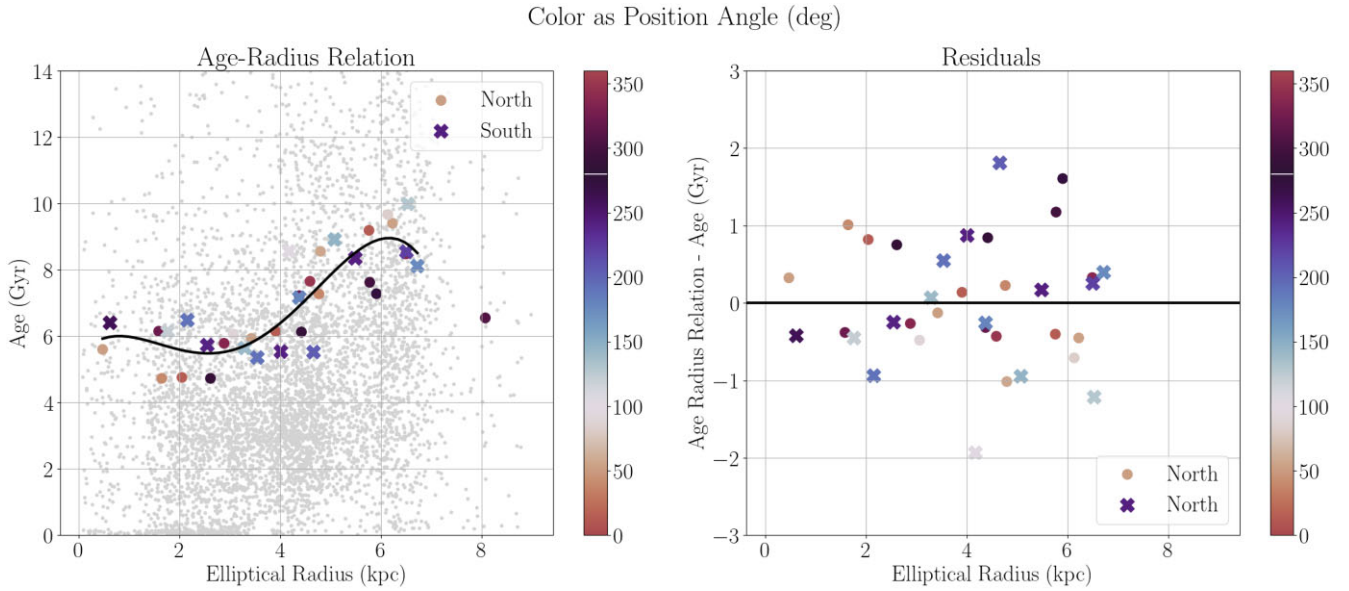 Color as Position Angle (deg)
Age-Radius Relation
North
South
14
12
10
8
6
4
2
0
Age (Gyr)
0 2 4 6 8
Elliptical Radius (kpc)
350
300
250
200
150
100
50
0
Residuals
3
2
1
0
−1
−2
−3
Age Radius Relation - Age (Gyr)
North
North
0 2 4 6 8
Elliptical Radius (kpc)
350
300
250
200
150
100
50
0